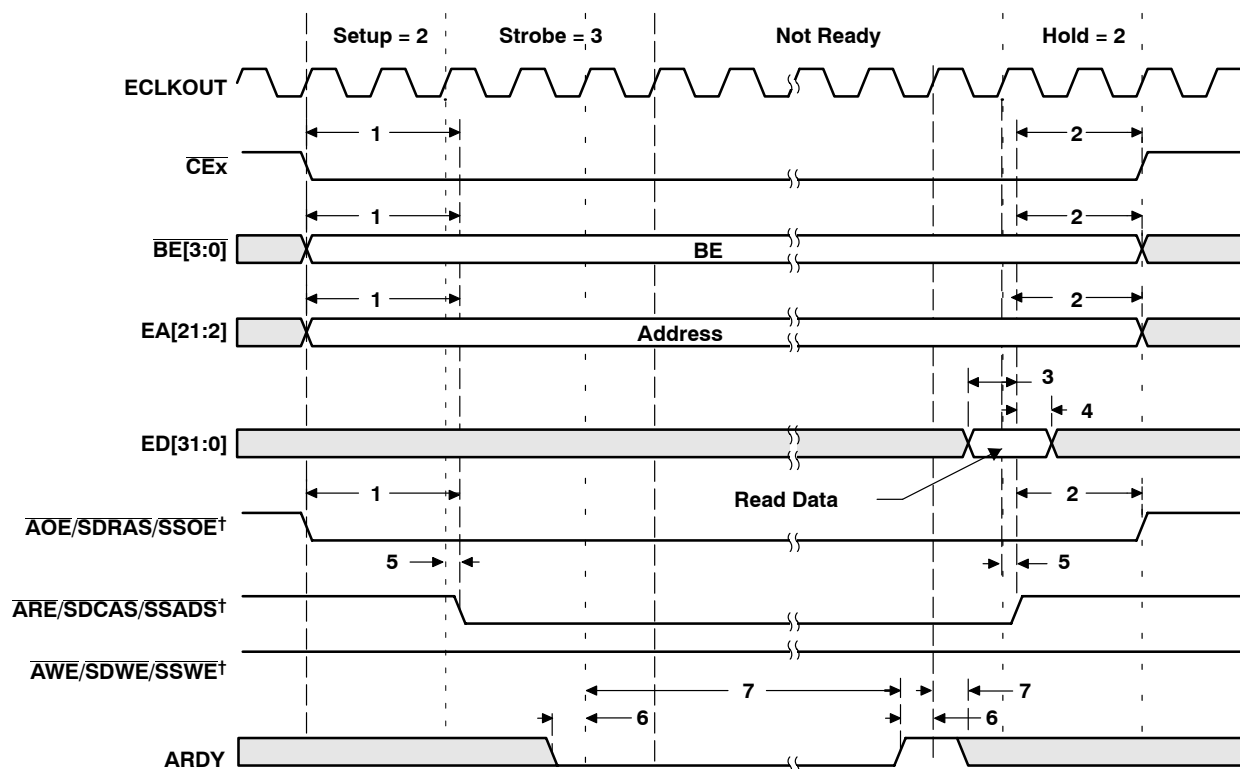 Setup = 2 Strobe = 3 Not Ready Hold = 2
ECLKOUT
1 2
CEx
1 2
BE[3:0] BE
1 2
EA[21:2] Address
3
4
ED[31:0]
1 Read Data 2
AOE/SDRAS/SSOE†
5 5
ARE/SDCAS/SSADS†
AWE/SDWE/SSWE†
7 7
6 6
ARDY